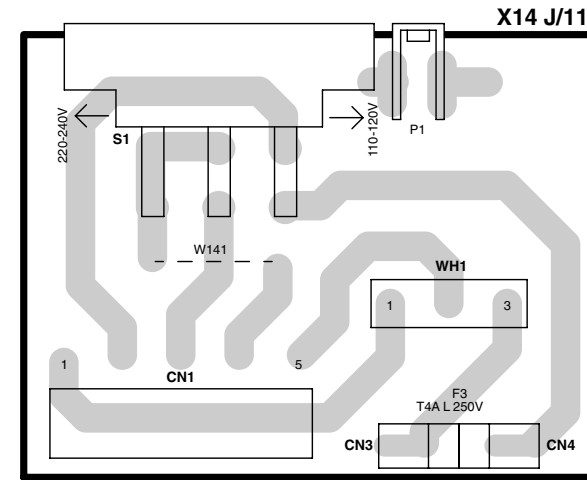 X14 J/11
220-240V
S1
110-120V
P1
W141
WH1
1
3
1
5
CN1
F3
T4A L 250V
CN3
CN4